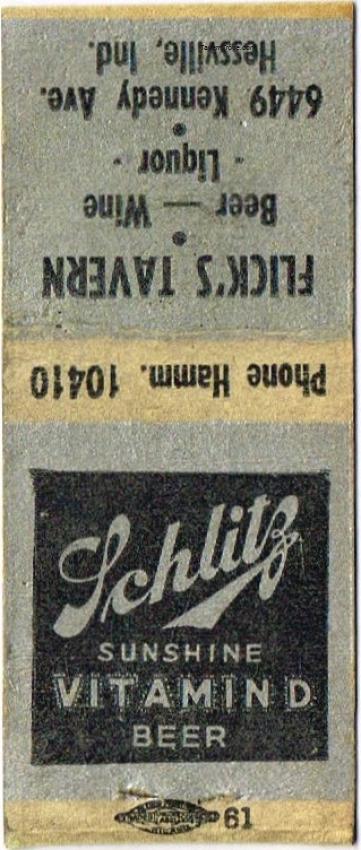 FLICK'S TAVERN
Beer — Wine
- Liquor -
6449 Kennedy Ave.
Hessville, Ind.
Phone Hamm. 10410
Schlitz
SUNSHINE
VITAMIN D
BEER
61